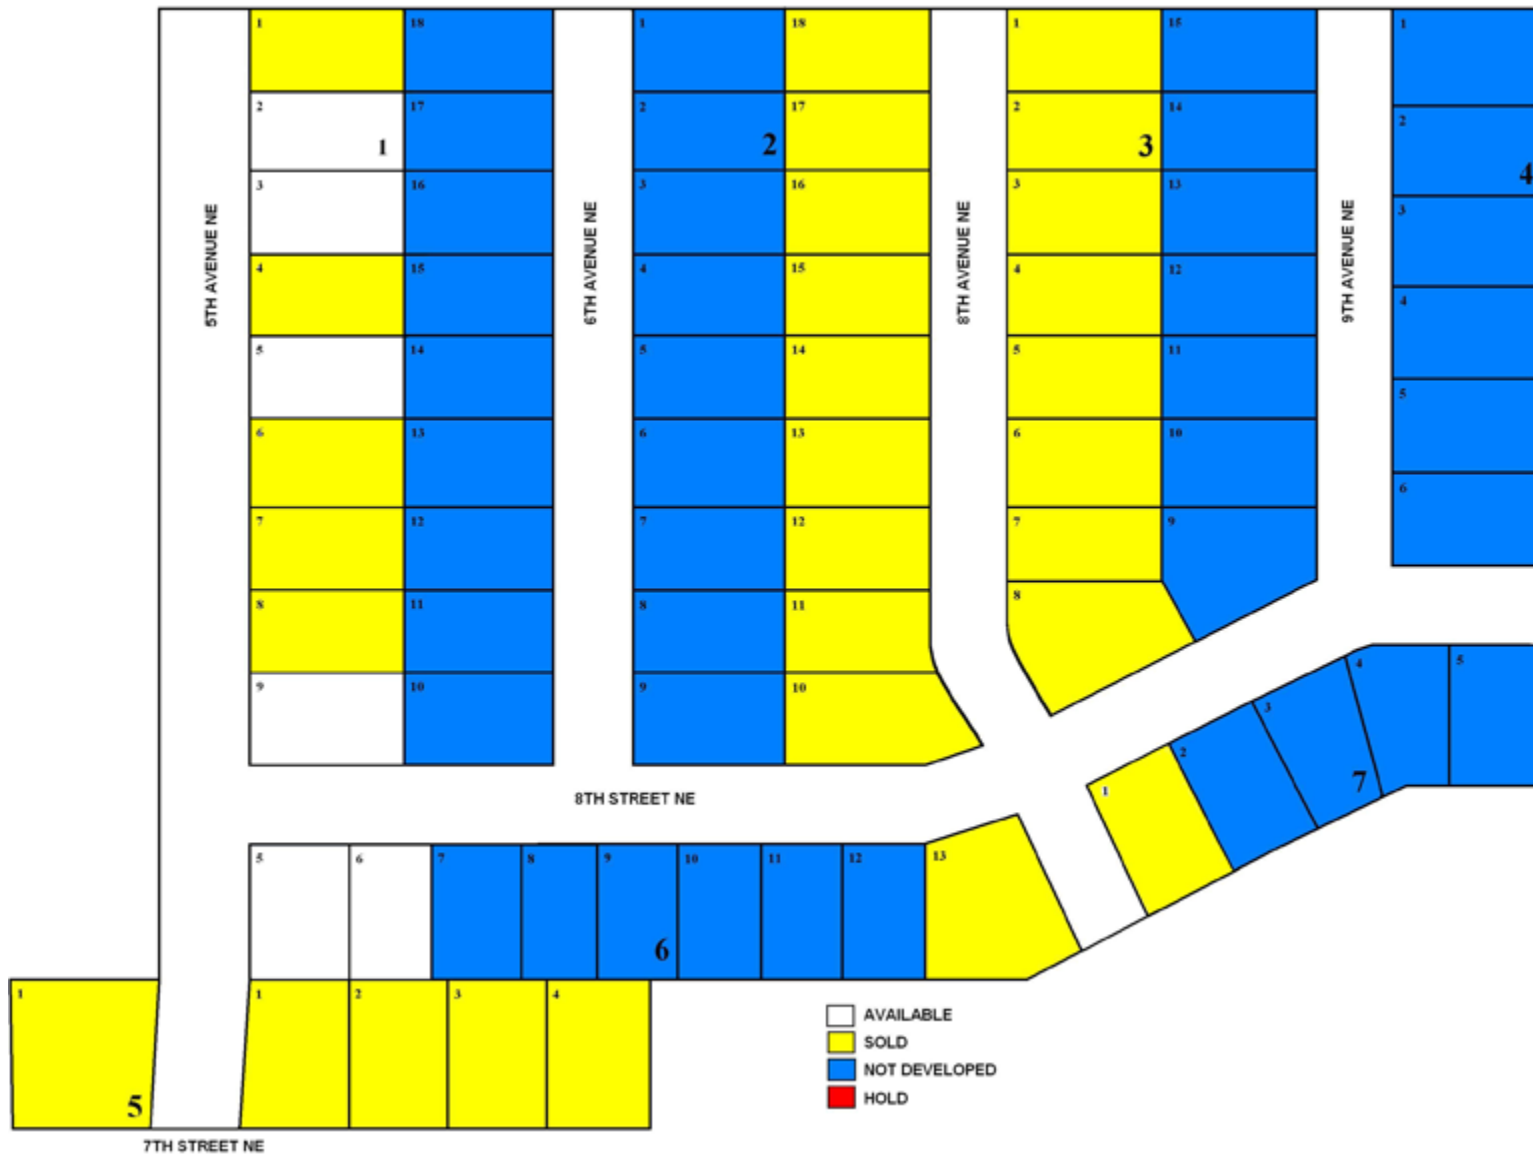 1 18 1 18 1 15 1
2 17 2 17 2 14 2
1 2 3 4
3 16 3 16 3 13 3
5TH AVENUE NE 6TH AVENUE NE 8TH AVENUE NE 9TH AVENUE NE
4 15 4 15 4 12 4
5 14 5 14 5 11 5
6 13 6 13 6 10 6
7 12 7 12 7 9
8 11 8 11 8
9 10 9 10
8TH STREET NE
1 2 3 4 5
7
5 6 7 8 9 10 11 12 13
6
1 1 2 3 4
5
7TH STREET NE
AVAILABLE
SOLD
NOT DEVELOPED
HOLD